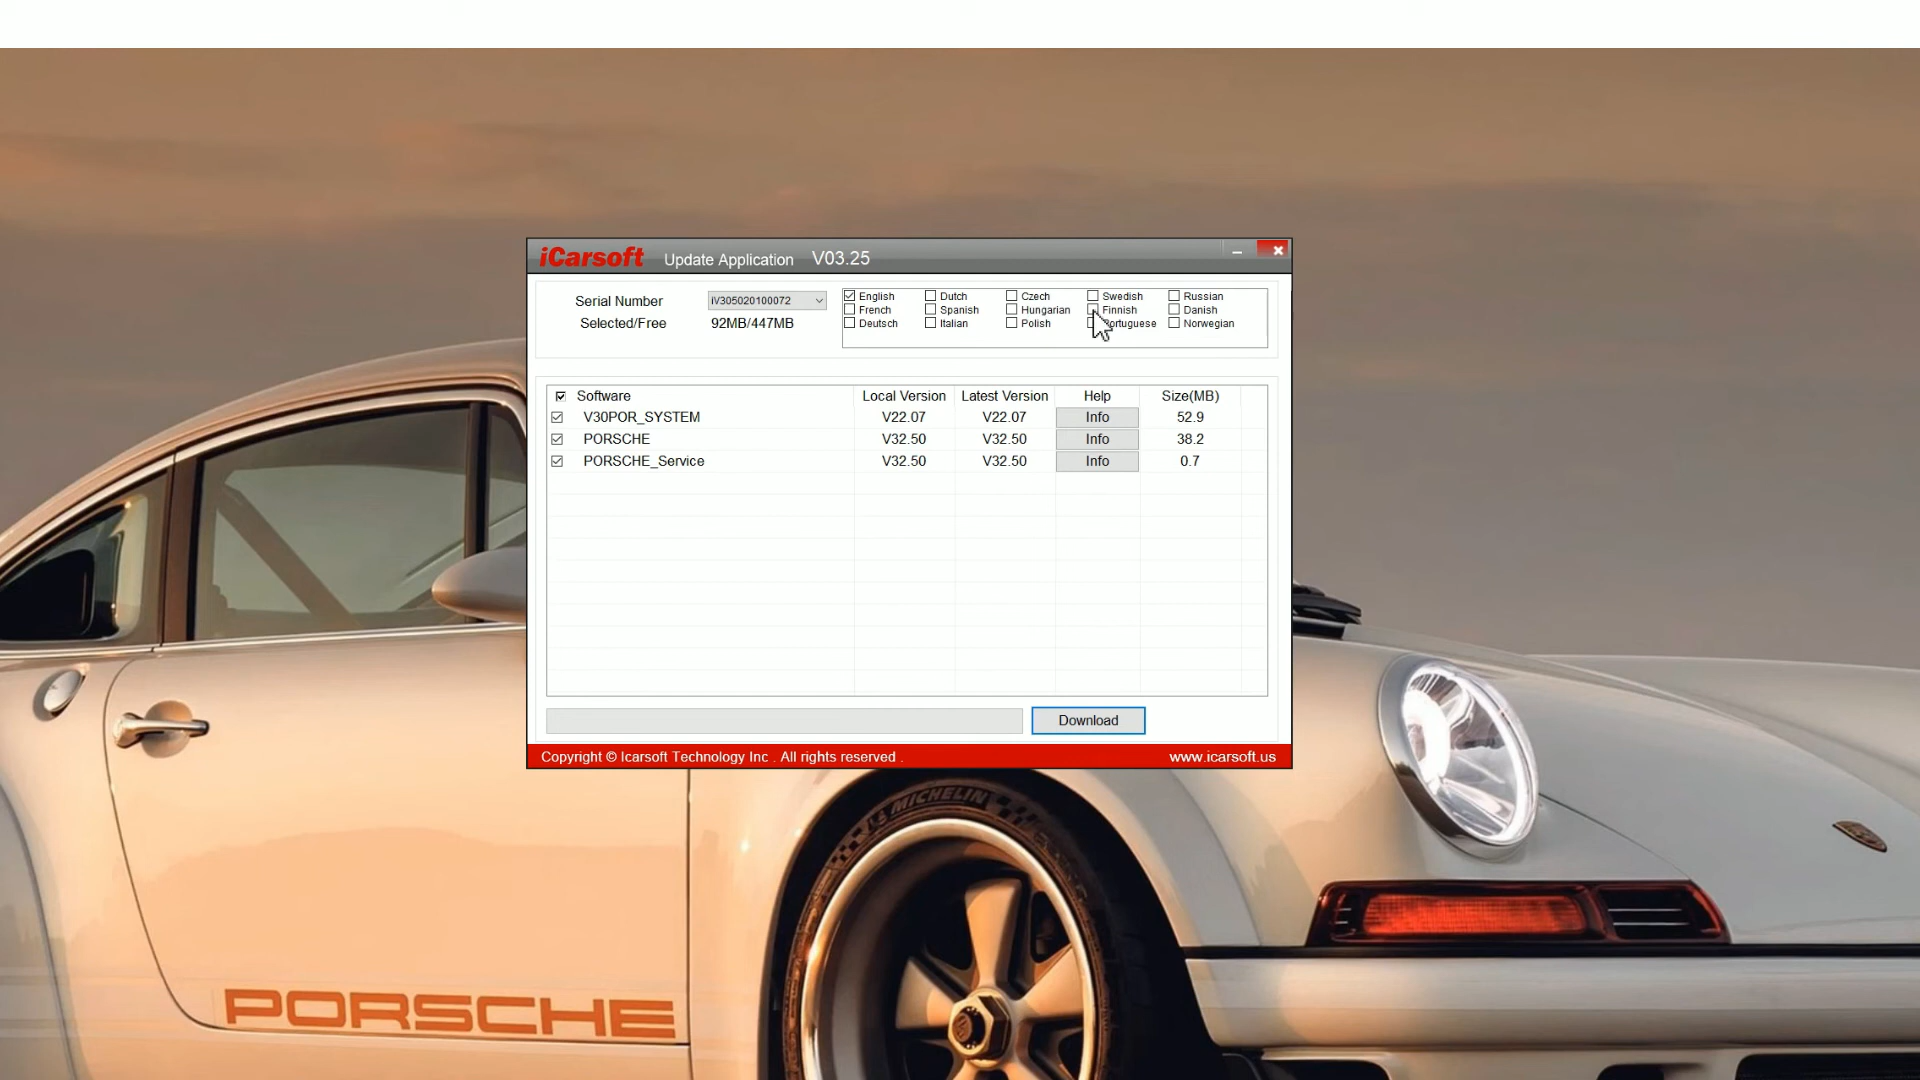 iCarsoft Update Application V03.25
Serial Number iV305020100072
Selected/Free 92MB/447MB
English Dutch Czech Swedish Russian
French Spanish Hungarian Finnish Danish
Deutsch Italian Polish Portuguese Norwegian
Software Local Version Latest Version Help Size(MB)
V30POR_SYSTEM V22.07 V22.07 Info 52.9
PORSCHE V32.50 V32.50 Info 38.2
PORSCHE_Service V32.50 V32.50 Info 0.7
Download
Copyright © Icarsoft Technology Inc . All rights reserved . www.icarsoft.us
MICHELIN
PORSCHE